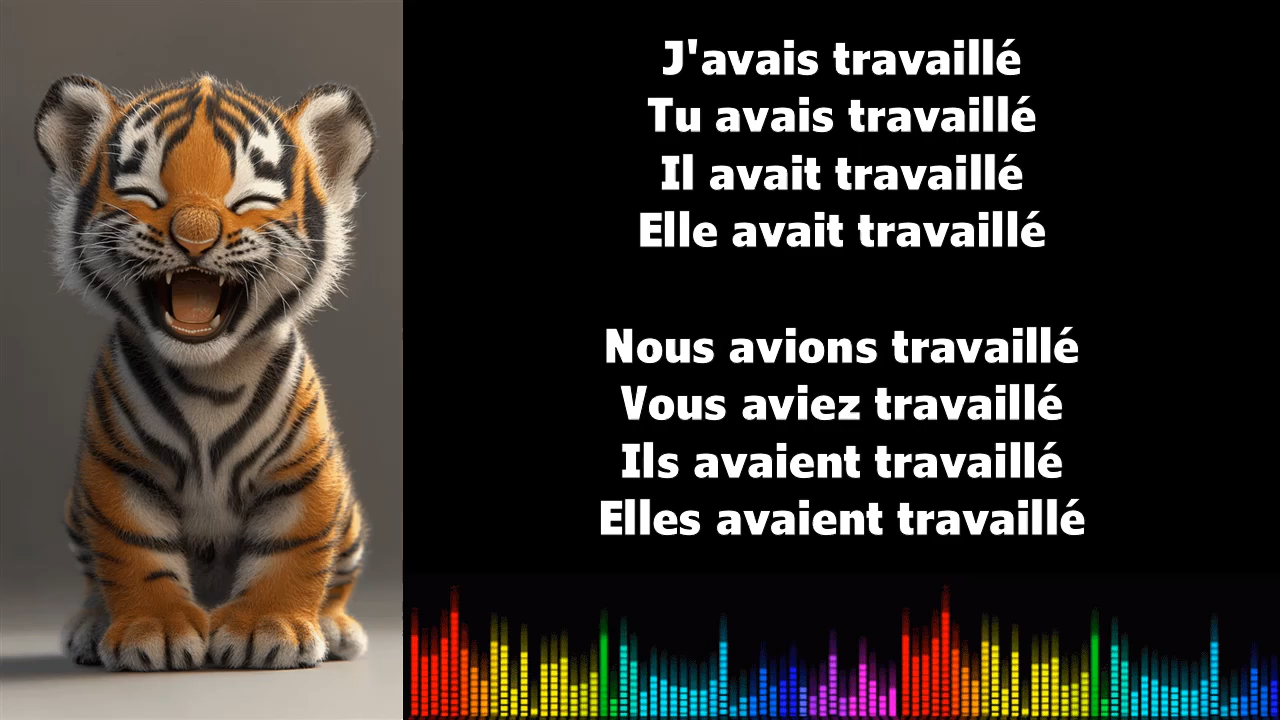 J'avais travaillé
Tu avais travaillé
Il avait travaillé
Elle avait travaillé
Nous avions travaillé
Vous aviez travaillé
Ils avaient travaillé
Elles avaient travaillé